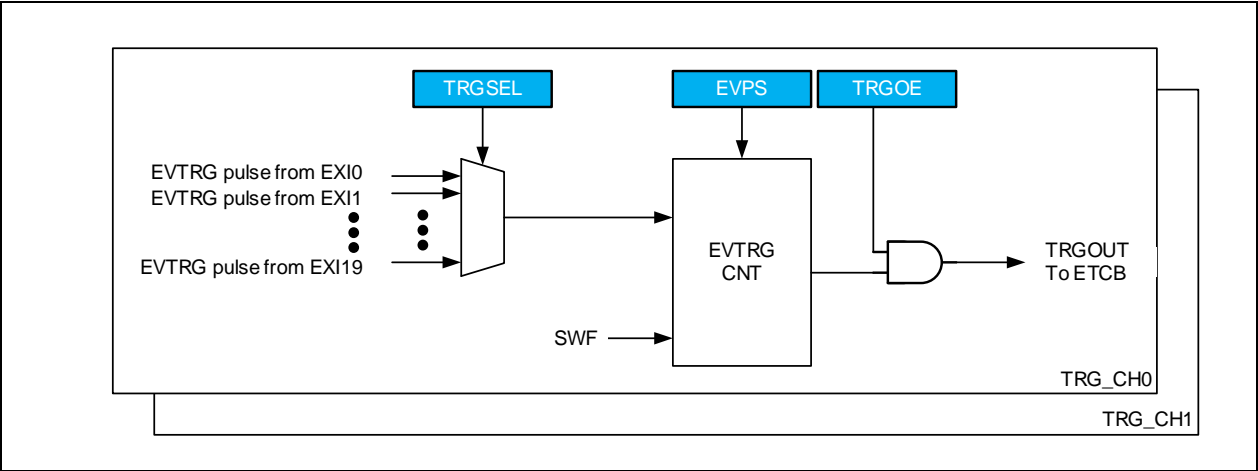 TRGSEL
EVPS
TRGOE
EVTRG pulse from EXI0
EVTRG pulse from EXI1
EVTRG pulse from EXI19
EVTRG
CNT
TRGOUT
To ETCB
SWF
TRG_CH0
TRG_CH1